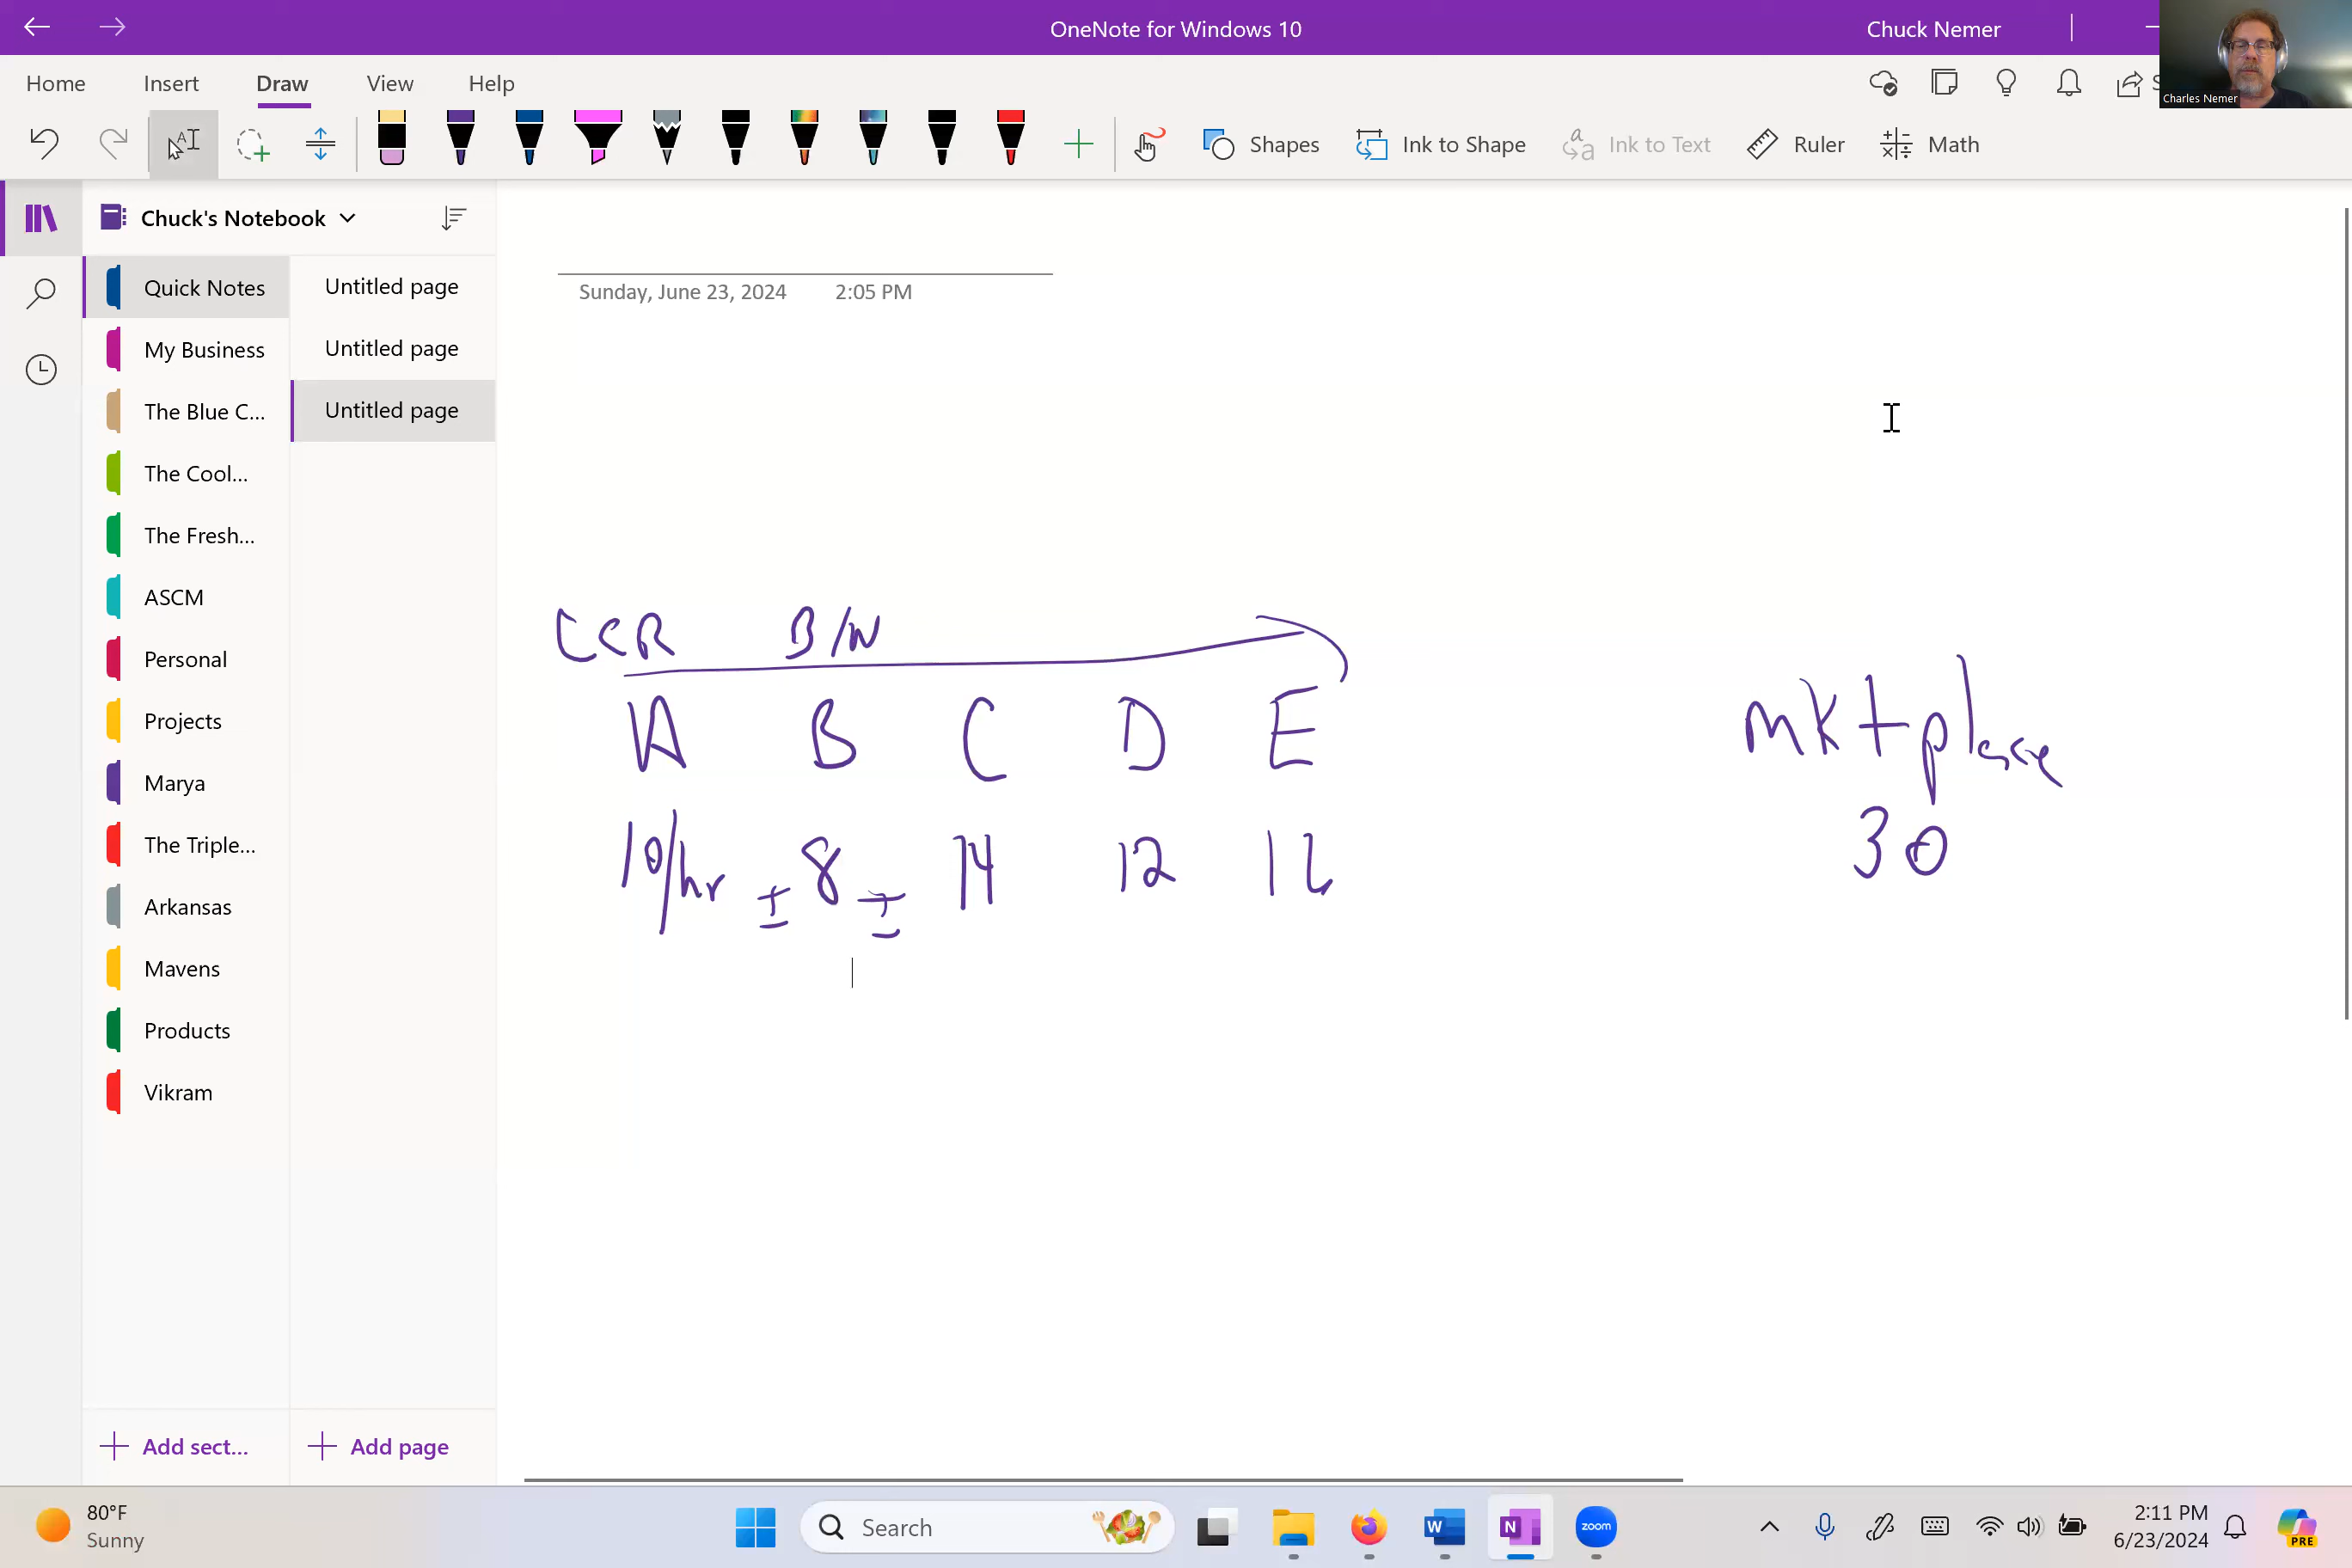 OneNote for Windows 10
Chuck Nemer
Charles Nemer
Home Insert Draw View Help
Shapes Ink to Shape Ink to Text Ruler Math
Chuck's Notebook
Quick Notes
My Business
The Blue C...
The Cool...
The Fresh...
ASCM
Personal
Projects
Marya
The Triple...
Arkansas
Mavens
Products
Vikram
Add sect...
Untitled page
Untitled page
Untitled page
Add page
Sunday, June 23, 2024 2:05 PM
CCR B/N
A B C D E
10/hr ± 8 ± 14 12
mktplace
30
80°F
Sunny
Search
zoom
2:11 PM
6/23/2024
PRE